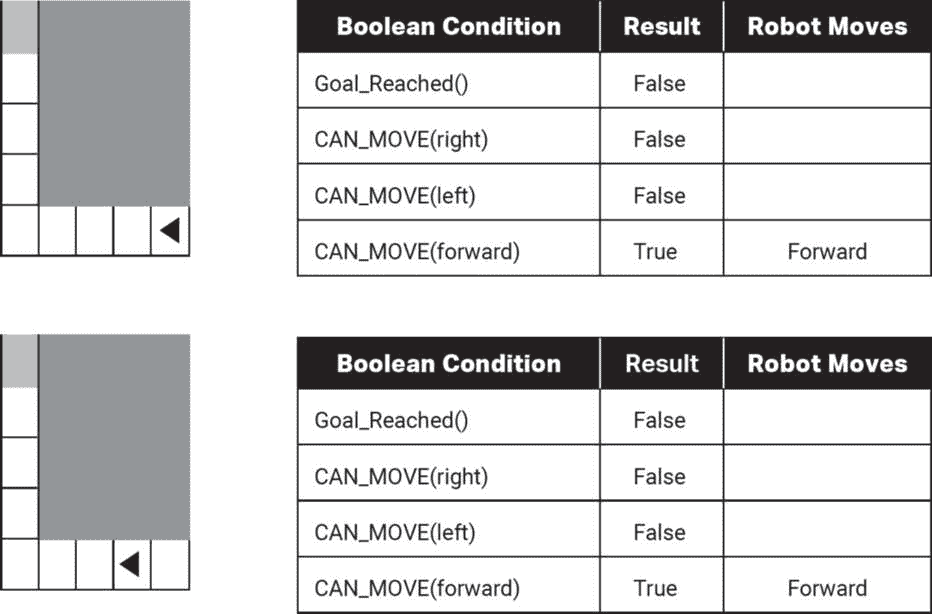 Boolean Condition Result Robot Moves
Goal_Reached() False
CAN_MOVE(right) False
CAN_MOVE(left) False
CAN_MOVE(forward) True Forward
Boolean Condition Result Robot Moves
Goal_Reached() False
CAN_MOVE(right) False
CAN_MOVE(left) False
CAN_MOVE(forward) True Forward